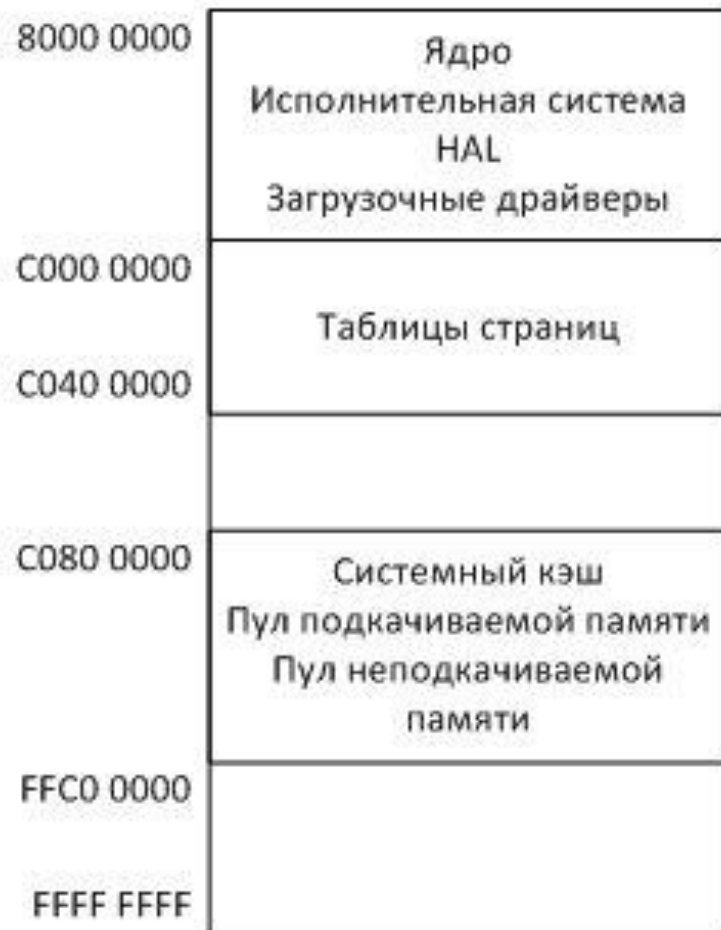 8000 0000
Ядро
Исполнительная система
HAL
Загрузочные драйверы
C000 0000
Таблицы страниц
C040 0000
C080 0000
Системный кэш
Пул подкачиваемой памяти
Пул неподкачиваемой
памяти
FFC0 0000
FFFF FFFF